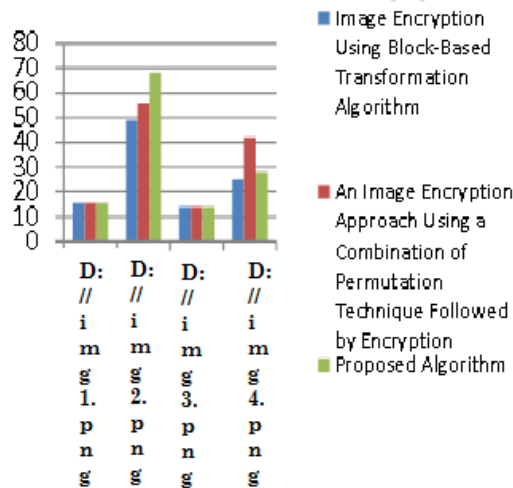 80
70
60
50
40
30
20
10
0
D: D: D: D:
// // // //
i i i i
m m m m
g g g g
1. 2. 3. 4.
p p p p
n n n n
g g g g
Image Encryption
Using Block-Based
Transformation
Algorithm
An Image Encryption
Approach Using a
Combination of
Permutation
Technique Followed
by Encryption
Proposed Algorithm